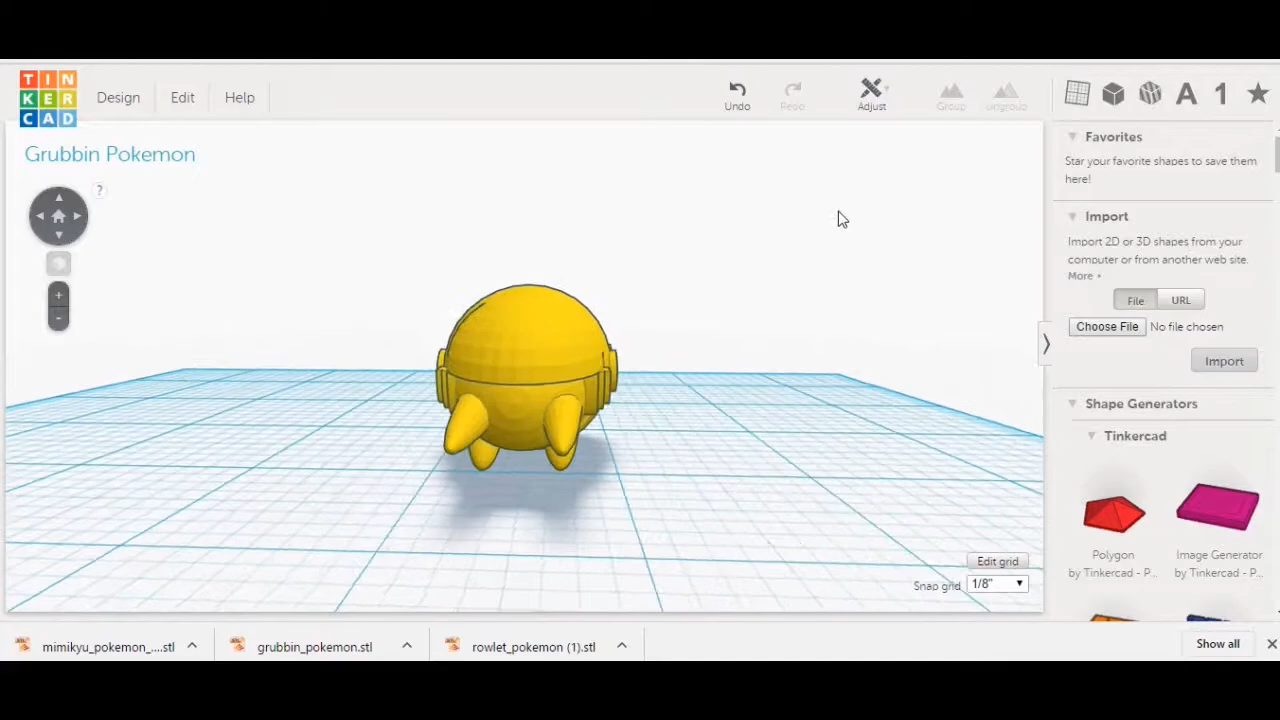 TIN
KER
CAD
Design
Edit
Help
Undo
Redo
Adjust
Group
Ungroup
A
1
Grubbin Pokemon
?
+
-
Favorites
Star your favorite shapes to save them
here!
Import
Import 2D or 3D shapes from your
computer or from another web site.
More +
File
URL
Choose File No file chosen
Import
Shape Generators
Tinkercad
Polygon
by Tinkercad - P...
Image Generator
by Tinkercad - P...
Edit grid
Snap grid 1/8"
mimikyu_pokemon_....stl
grubbin_pokemon.stl
rowlet_pokemon (1).stl
Show all